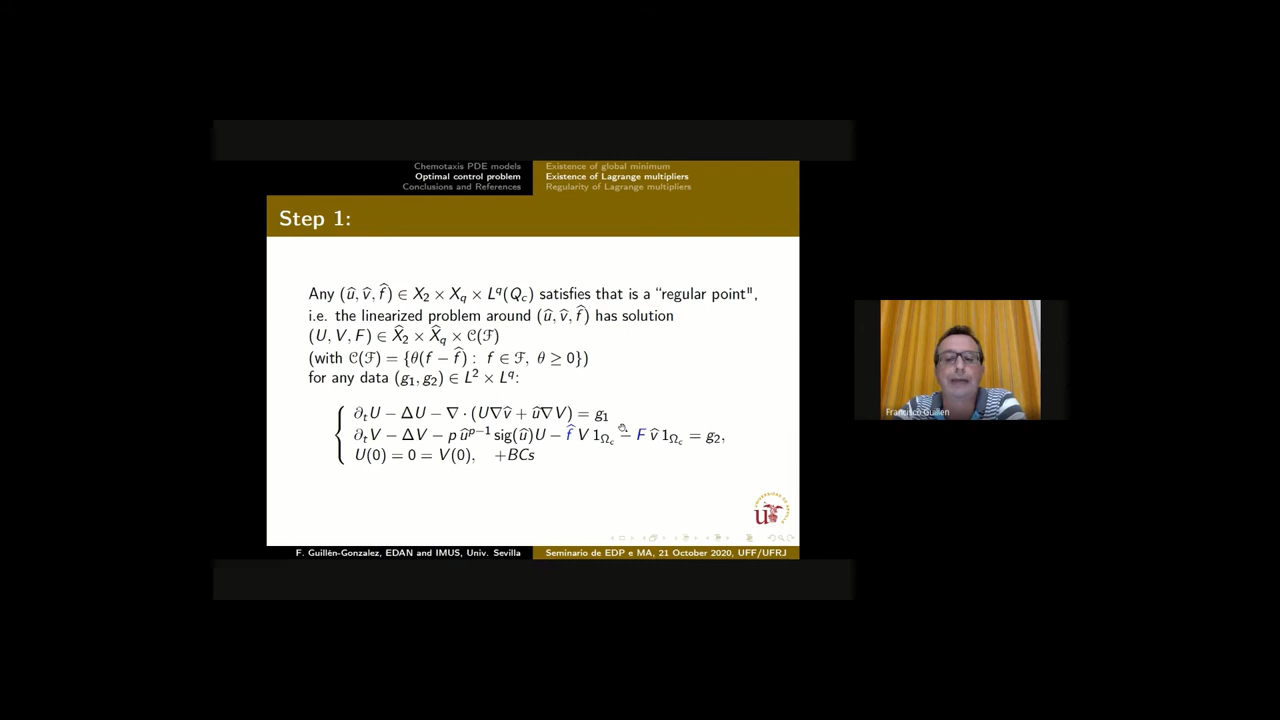 Chemotaxis PDE models
Optimal control problem
Conclusions and References
Existence of global minimum
Existence of Lagrange multipliers
Regularity of Lagrange multipliers
Step 1:
Any (û, v̂, f̂) ∈ X₂ × X_q × L^q(Q_c) satisfies that is a "regular point",
i.e. the linearized problem around (û, v̂, f̂) has solution
(U, V, F) ∈ X̂₂ × X̂_q × 𝒞(ℱ)
(with 𝒞(ℱ) = {θ(f − f̂) : f ∈ ℱ, θ ≥ 0})
for any data (g₁, g₂) ∈ L² × L^q:
∂ₜU − ΔU − ∇ · (U∇v̂ + û∇V) = g₁
∂ₜV − ΔV − p û^{p−1} sig(û)U − f̂ V 1_{Ω_c} − F v̂ 1_{Ω_c} = g₂,
U(0) = 0 = V(0), +BCs
F. Guillén-Gonzalez, EDAN and IMUS, Univ. Sevilla
Seminario de EDP e MA, 21 October 2020, UFF/UFRJ
Francisco Guillen